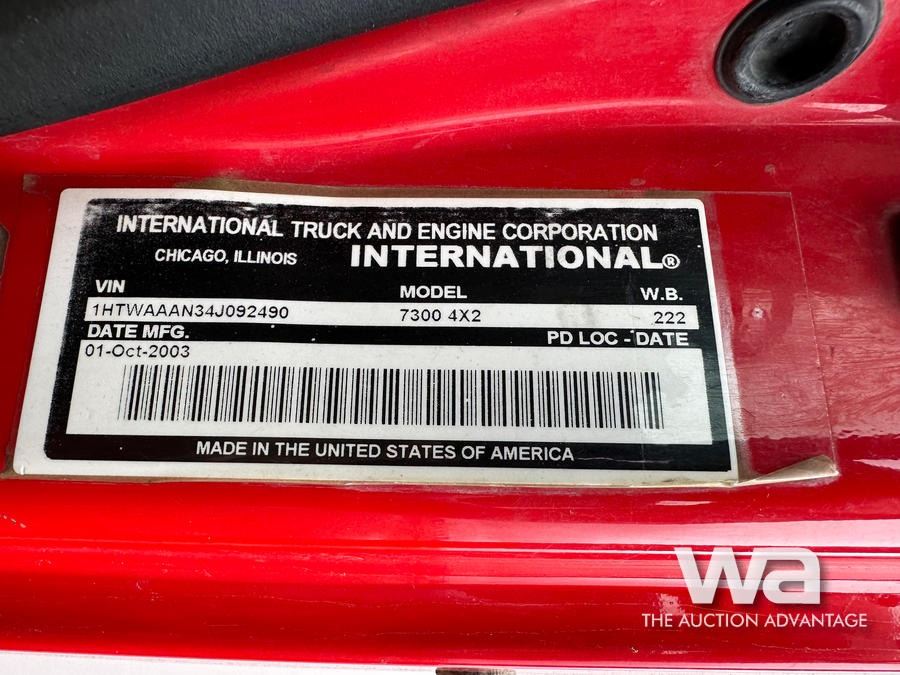 INTERNATIONAL TRUCK AND ENGINE CORPORATION
CHICAGO, ILLINOIS INTERNATIONAL®
VIN MODEL W.B.
1HTWAAAN34J092490 7300 4X2 222
DATE MFG. PD LOC - DATE
01-Oct-2003
MADE IN THE UNITED STATES OF AMERICA
wa
THE AUCTION ADVANTAGE